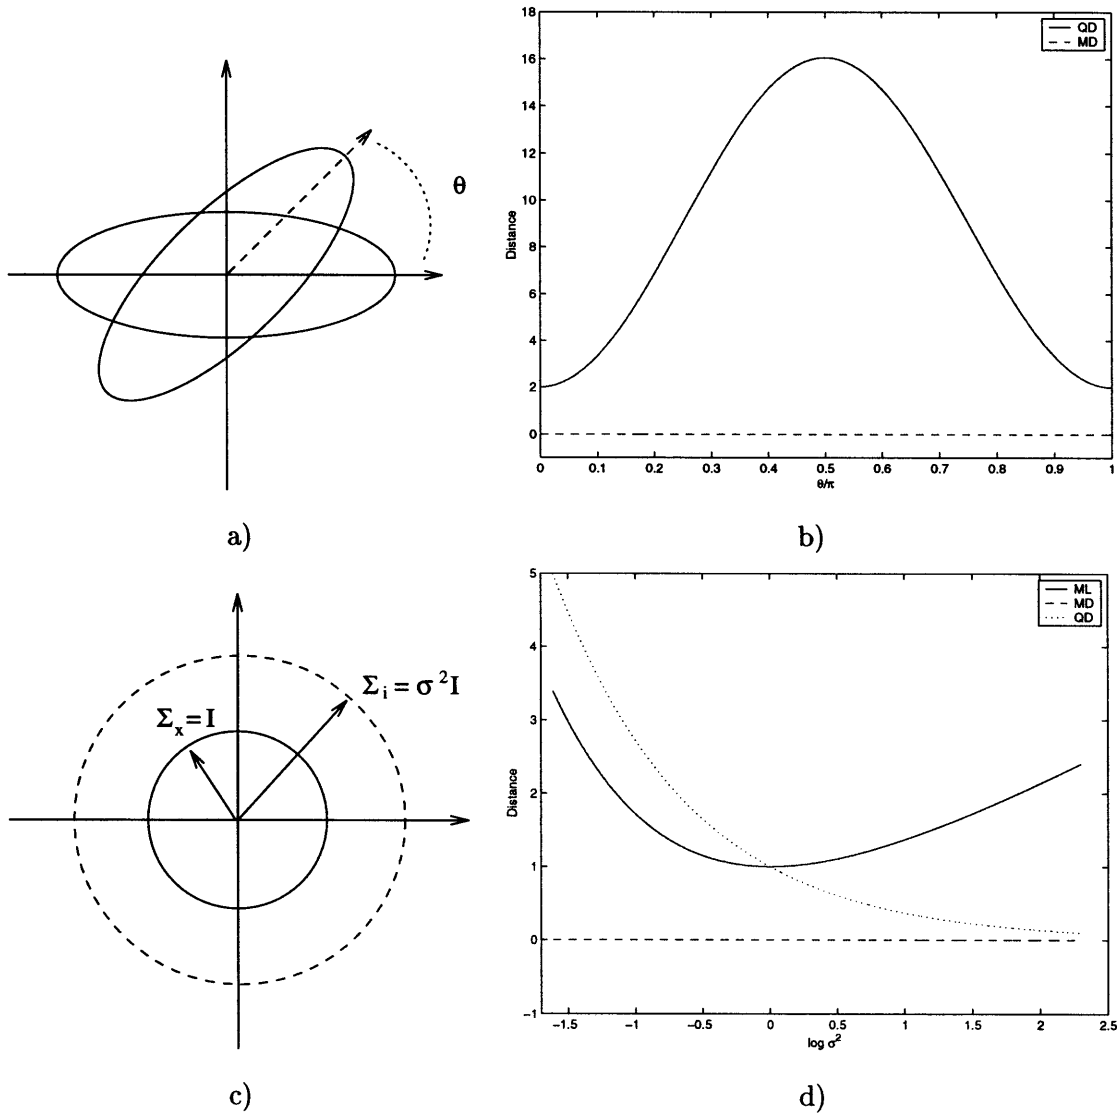 θ
a)
18
16
14
12
10
8
6
4
2
0
Distance
0 0.1 0.2 0.3 0.4 0.5 0.6 0.7 0.8 0.9 1
θ/π
QD
MD
b)
Σx = I
Σi = σ²I
c)
5
4
3
2
1
0
−1
Distance
−1.5 −1 −0.5 0 0.5 1 1.5 2 2.5
log σ²
ML
MD
QD
d)